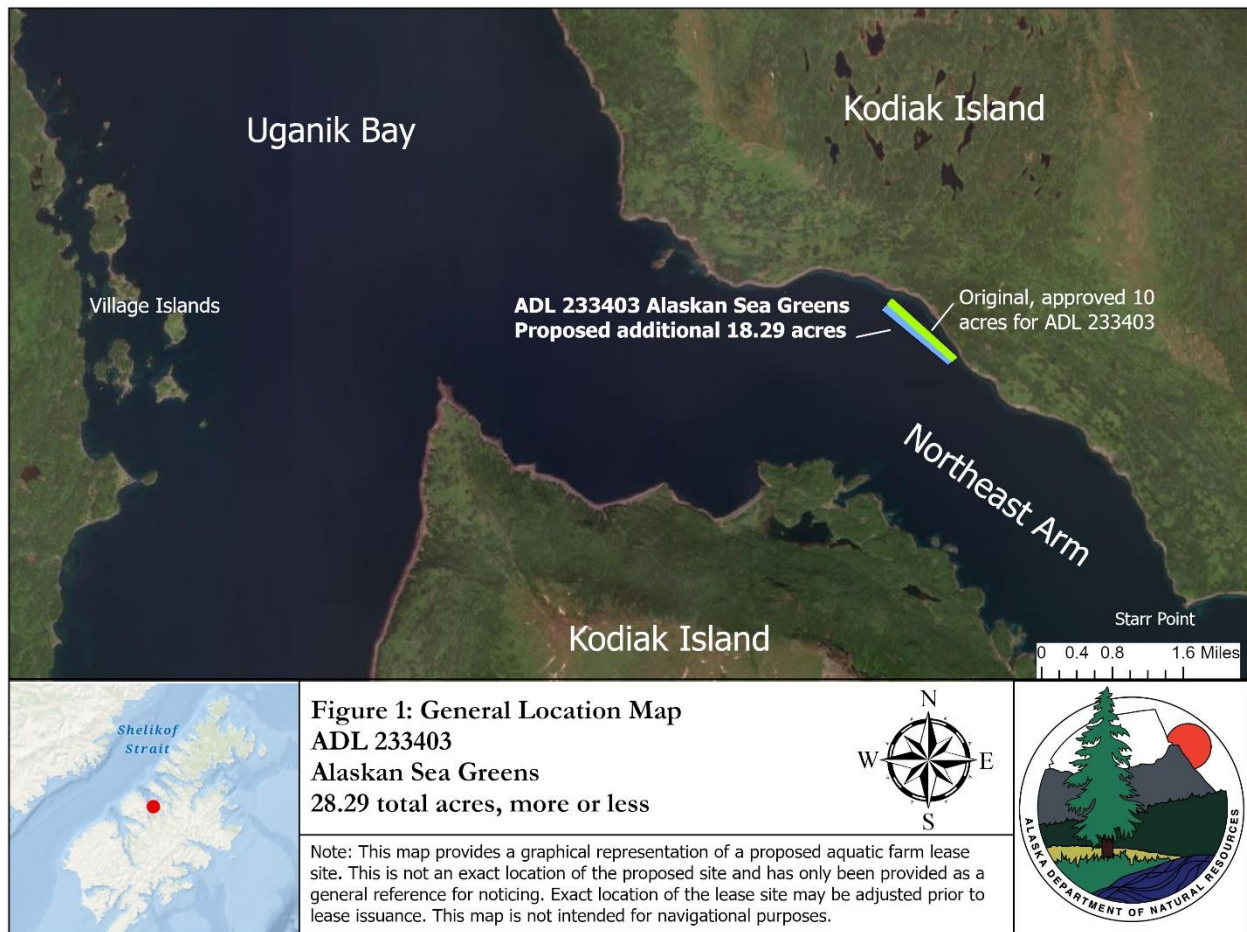 Uganik Bay
Kodiak Island
Village Islands
ADL 233403 Alaskan Sea Greens
Proposed additional 18.29 acres
Original, approved 10
acres for ADL 233403
Northeast Arm
Kodiak Island
Starr Point
0 0.4 0.8 1.6 Miles
Shelikof
Strait
Figure 1: General Location Map
ADL 233403
Alaskan Sea Greens
28.29 total acres, more or less
N
W E
S
Note: This map provides a graphical representation of a proposed aquatic farm lease
site. This is not an exact location of the proposed site and has only been provided as a
general reference for noticing. Exact location of the lease site may be adjusted prior to
lease issuance. This map is not intended for navigational purposes.
ALASKA DEPARTMENT OF NATURAL RESOURCES